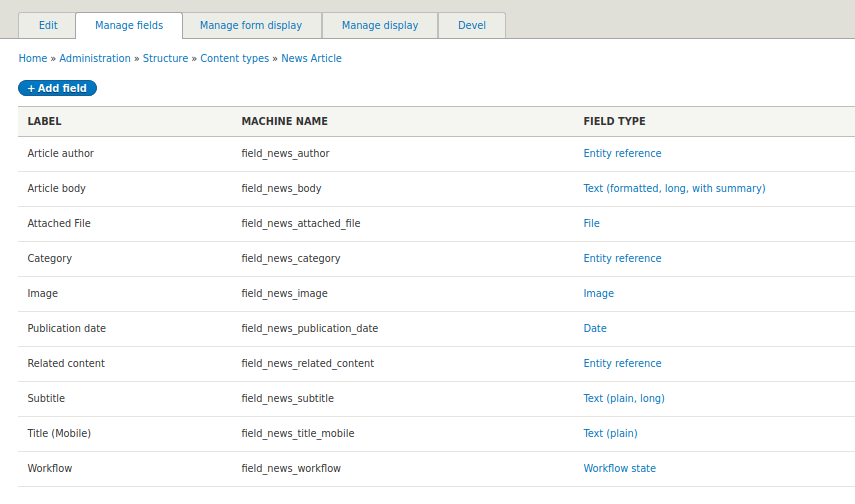 Edit Manage fields Manage form display Manage display Devel
Home » Administration » Structure » Content types » News Article
+ Add field
LABEL MACHINE NAME FIELD TYPE
Article author field_news_author Entity reference
Article body field_news_body Text (formatted, long, with summary)
Attached File field_news_attached_file File
Category field_news_category Entity reference
Image field_news_image Image
Publication date field_news_publication_date Date
Related content field_news_related_content Entity reference
Subtitle field_news_subtitle Text (plain, long)
Title (Mobile) field_news_title_mobile Text (plain)
Workflow field_news_workflow Workflow state